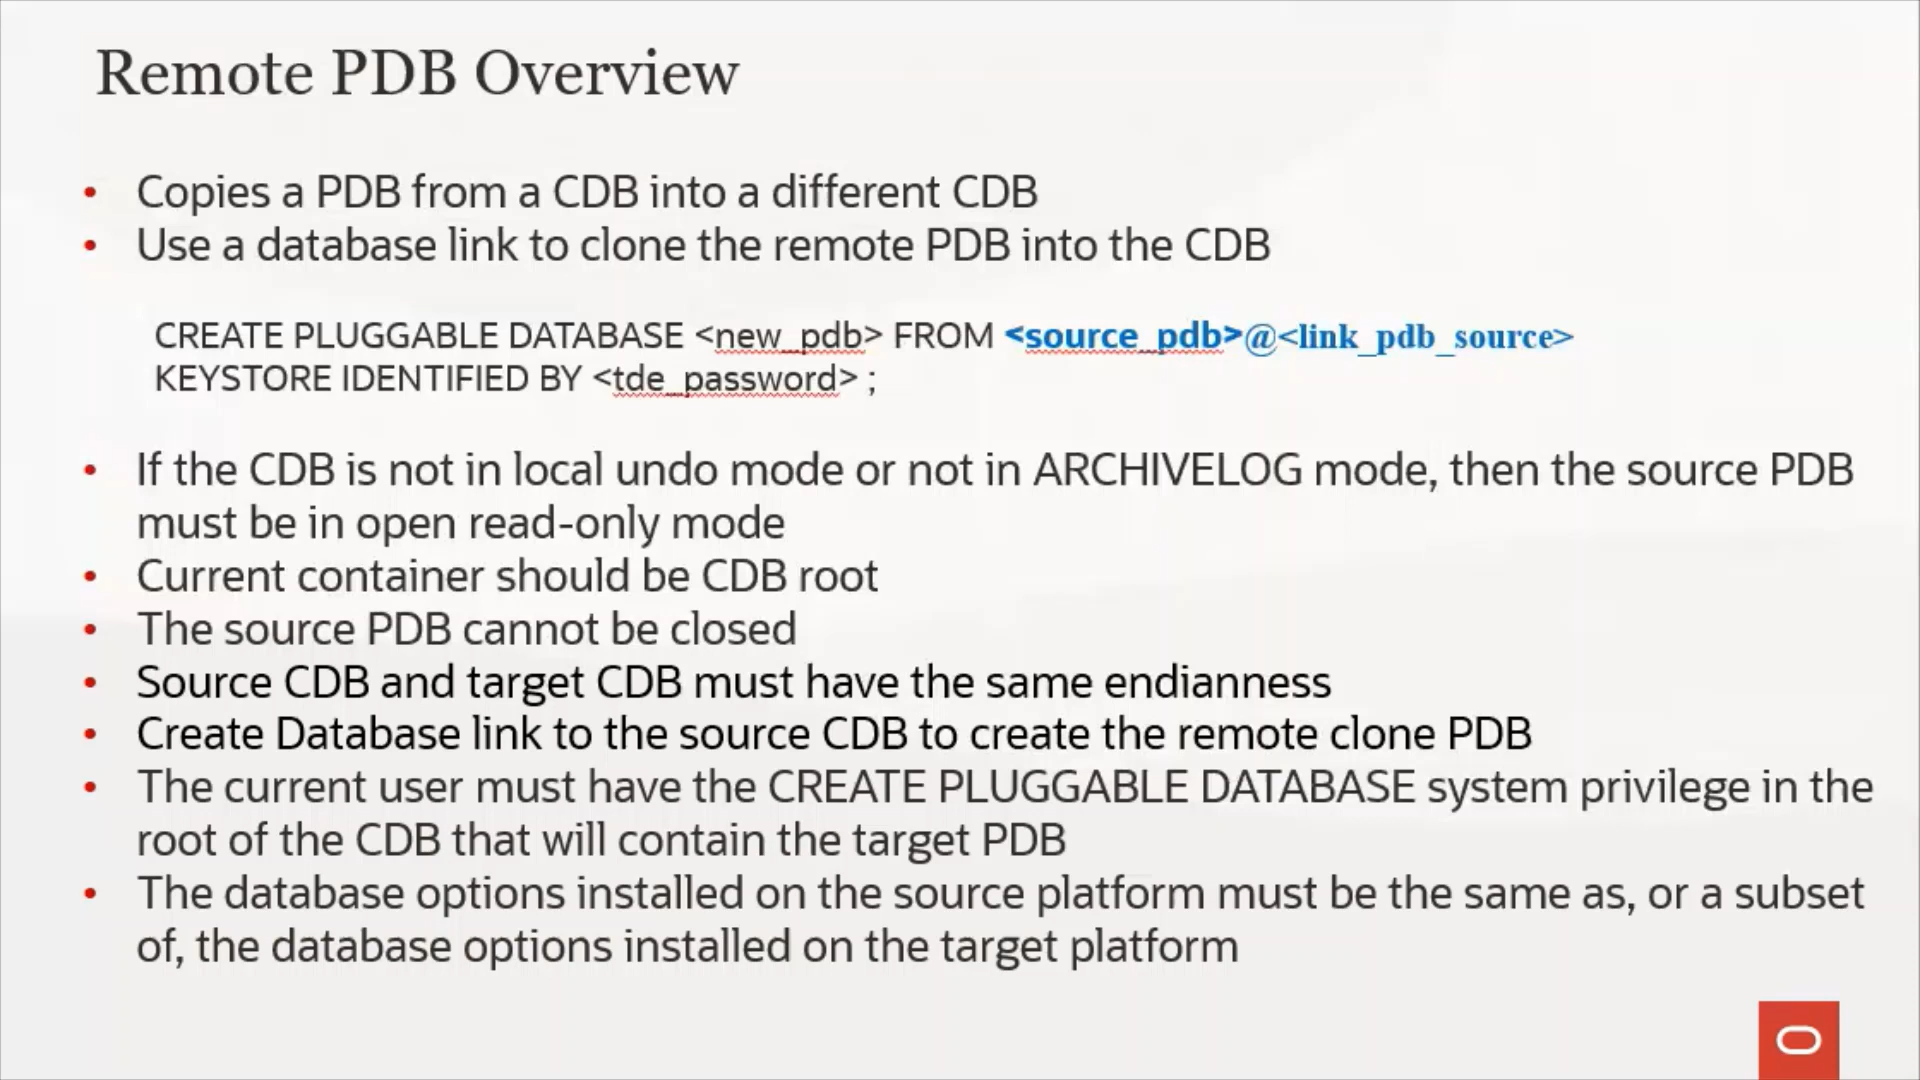 Remote PDB Overview
• Copies a PDB from a CDB into a different CDB
• Use a database link to clone the remote PDB into the CDB
CREATE PLUGGABLE DATABASE <new_pdb> FROM <source_pdb>@<link_pdb_source>
KEYSTORE IDENTIFIED BY <tde_password> ;
• If the CDB is not in local undo mode or not in ARCHIVELOG mode, then the source PDB
must be in open read-only mode
• Current container should be CDB root
• The source PDB cannot be closed
• Source CDB and target CDB must have the same endianness
• Create Database link to the source CDB to create the remote clone PDB
• The current user must have the CREATE PLUGGABLE DATABASE system privilege in the
root of the CDB that will contain the target PDB
• The database options installed on the source platform must be the same as, or a subset
of, the database options installed on the target platform